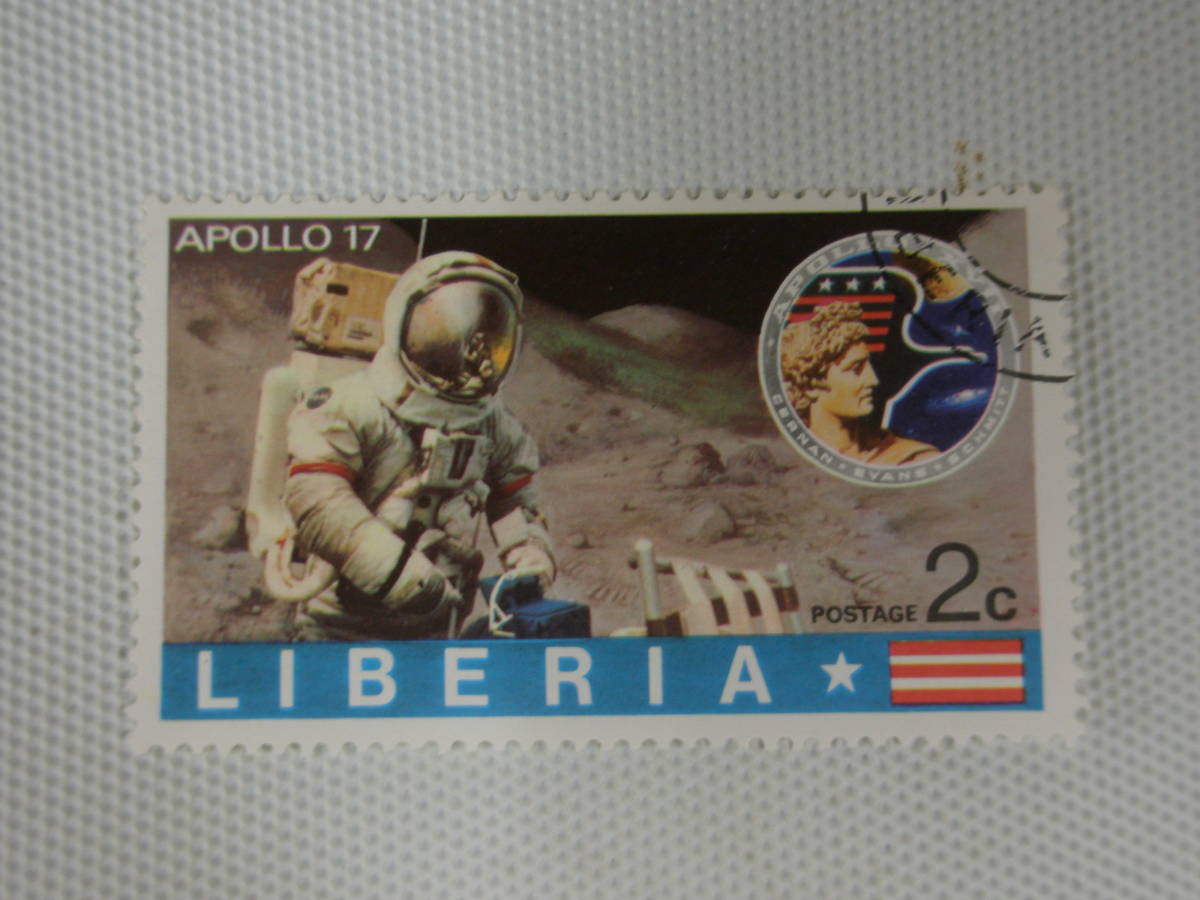 APOLLO 17
CERNAN • EVANS • SCHMITT
POSTAGE 2c
LIBERIA